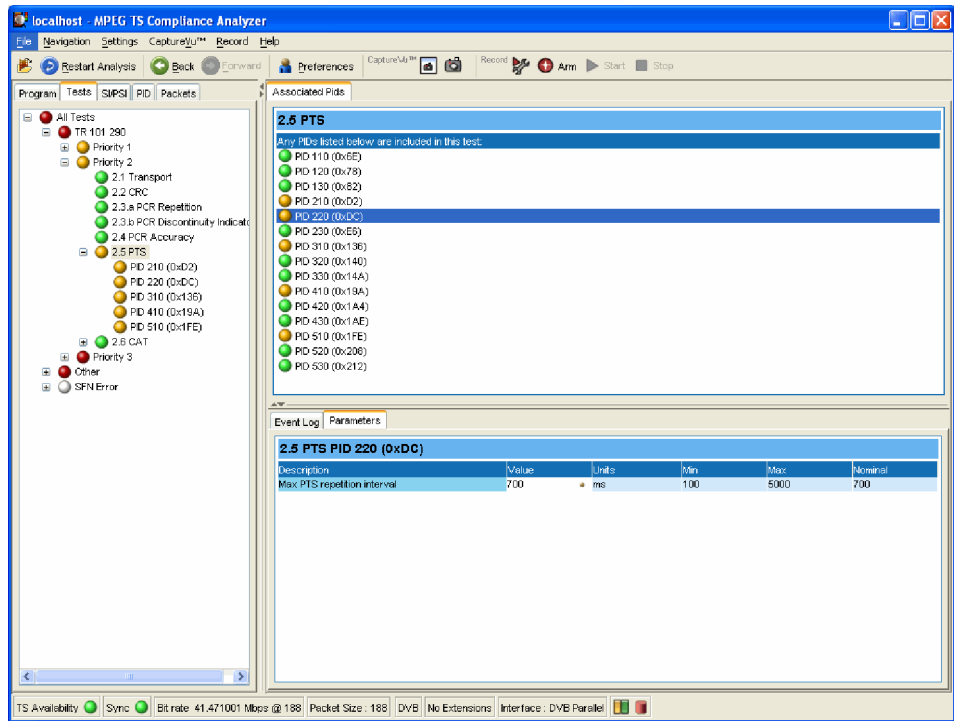 localhost - MPEG TS Compliance Analyzer
File Navigation Settings CaptureVu™ Record Help
Restart Analysis Back Forward Preferences CaptureVu™ Record Arm Start Stop
Program Tests SI/PSI PID Packets
All Tests
TR 101 290
Priority 1
Priority 2
2.1 Transport
2.2 CRC
2.3.a PCR Repetition
2.3.b PCR Discontinuity Indicato
2.4 PCR Accuracy
2.5 PTS
PID 210 (0xD2)
PID 220 (0xDC)
PID 310 (0x136)
PID 410 (0x19A)
PID 510 (0x1FE)
2.6 CAT
Priority 3
Other
SFN Error
Associated Pids
2.5 PTS
Any PIDs listed below are included in this test:
PID 110 (0x6E)
PID 120 (0x78)
PID 130 (0x82)
PID 210 (0xD2)
PID 220 (0xDC)
PID 230 (0xE6)
PID 310 (0x136)
PID 320 (0x140)
PID 330 (0x14A)
PID 410 (0x19A)
PID 420 (0x1A4)
PID 430 (0x1AE)
PID 510 (0x1FE)
PID 520 (0x208)
PID 530 (0x212)
Event Log Parameters
2.5 PTS PID 220 (0xDC)
Description Value Units Min Max Nominal
Max PTS repetition interval 700 ms 100 5000 700
TS Availability Sync Bit rate 41.471001 Mbps @ 188 Packet Size : 188 DVB No Extensions Interface : DVB Parallel